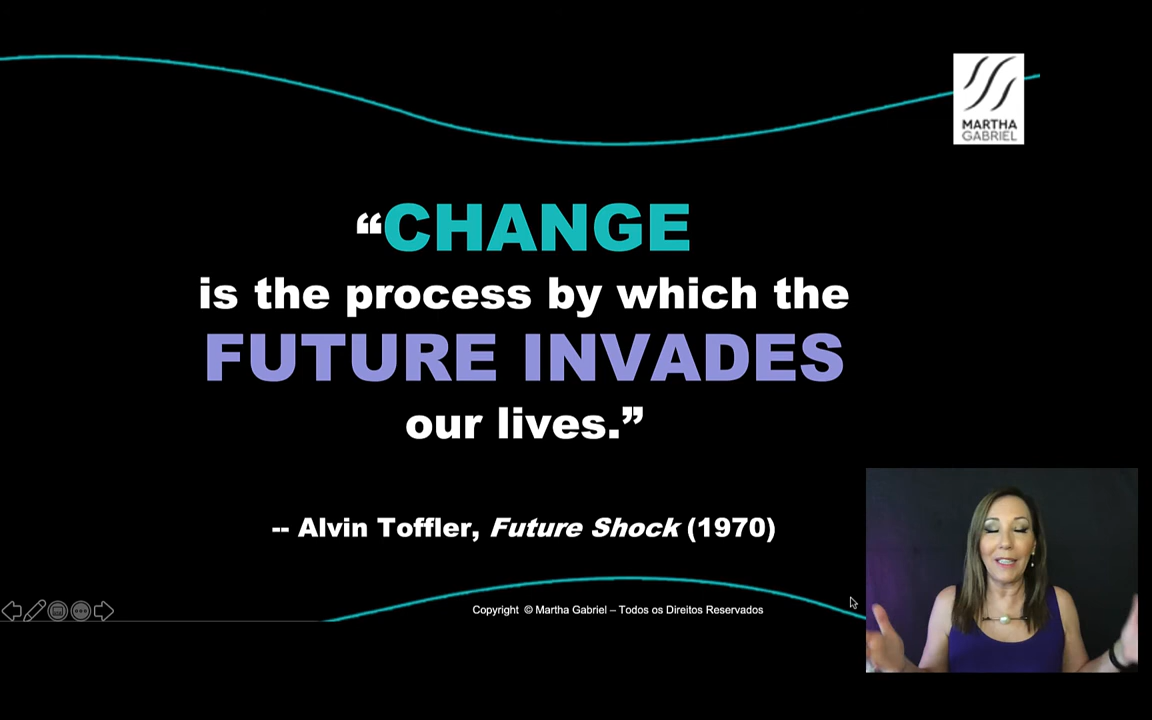 MARTHA
GABRIEL
“CHANGE
is the process by which the
FUTURE INVADES
our lives.”
-- Alvin Toffler, Future Shock (1970)
Copyright © Martha Gabriel – Todos os Direitos Reservados